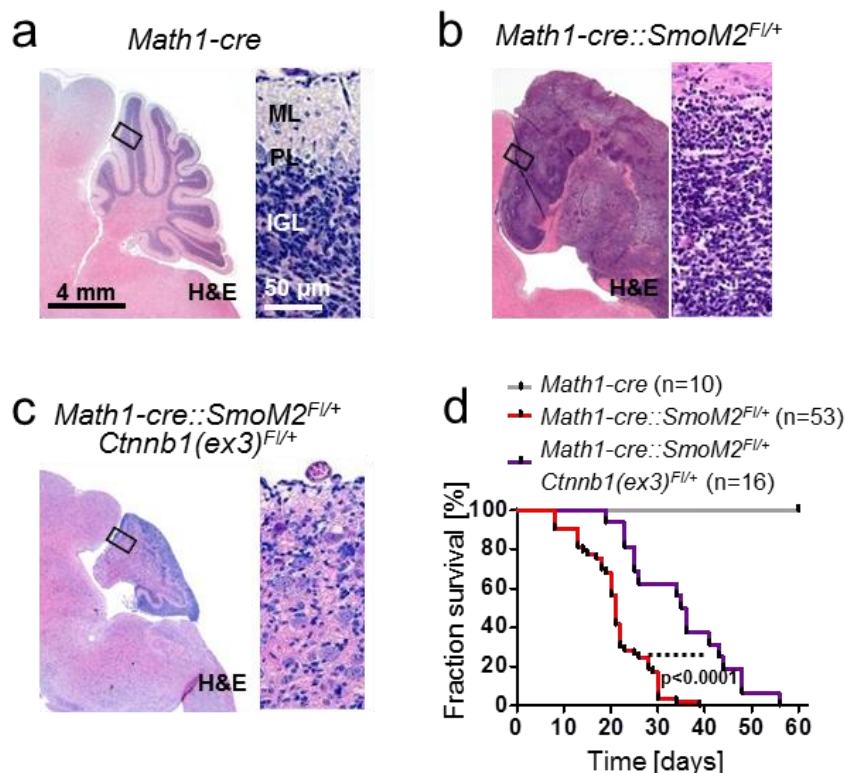 a
Math1-cre
ML
PL
IGL
4 mm
H&E
50 µm
b
Math1-cre::SmoM2Fl/+
H&E
c
Math1-cre::SmoM2Fl/+
Ctnnb1(ex3)Fl/+
H&E
d
Math1-cre (n=10)
Math1-cre::SmoM2Fl/+ (n=53)
Math1-cre::SmoM2Fl/+
Ctnnb1(ex3)Fl/+ (n=16)
Fraction survival [%]
100
80
60
40
20
0
p<0.0001
0 10 20 30 40 50 60
Time [days]